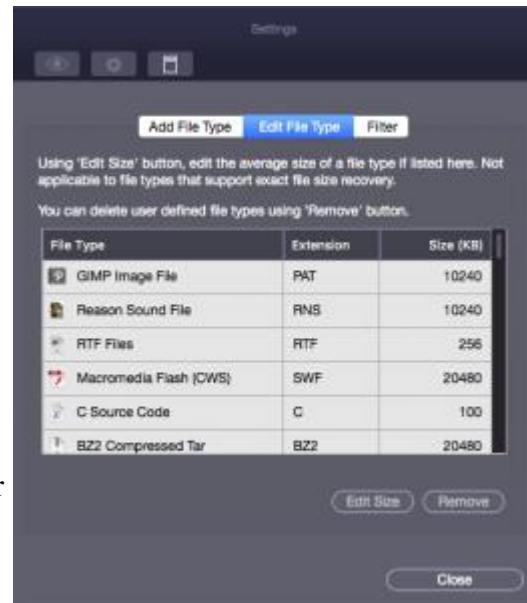 Settings
Add File Type Edit File Type Filter
Using 'Edit Size' button, edit the average size of a file type if listed here. Not
applicable to file types that support exact file size recovery.
You can delete user defined file types using 'Remove' button.
File Type Extension Size (KB)
GIMP Image File PAT 10240
Reason Sound File RNS 10240
RTF Files RTF 256
Macromedia Flash (CWS) SWF 20480
C Source Code C 100
BZ2 Compressed Tar BZ2 20480
r
Edit Size Remove
Close